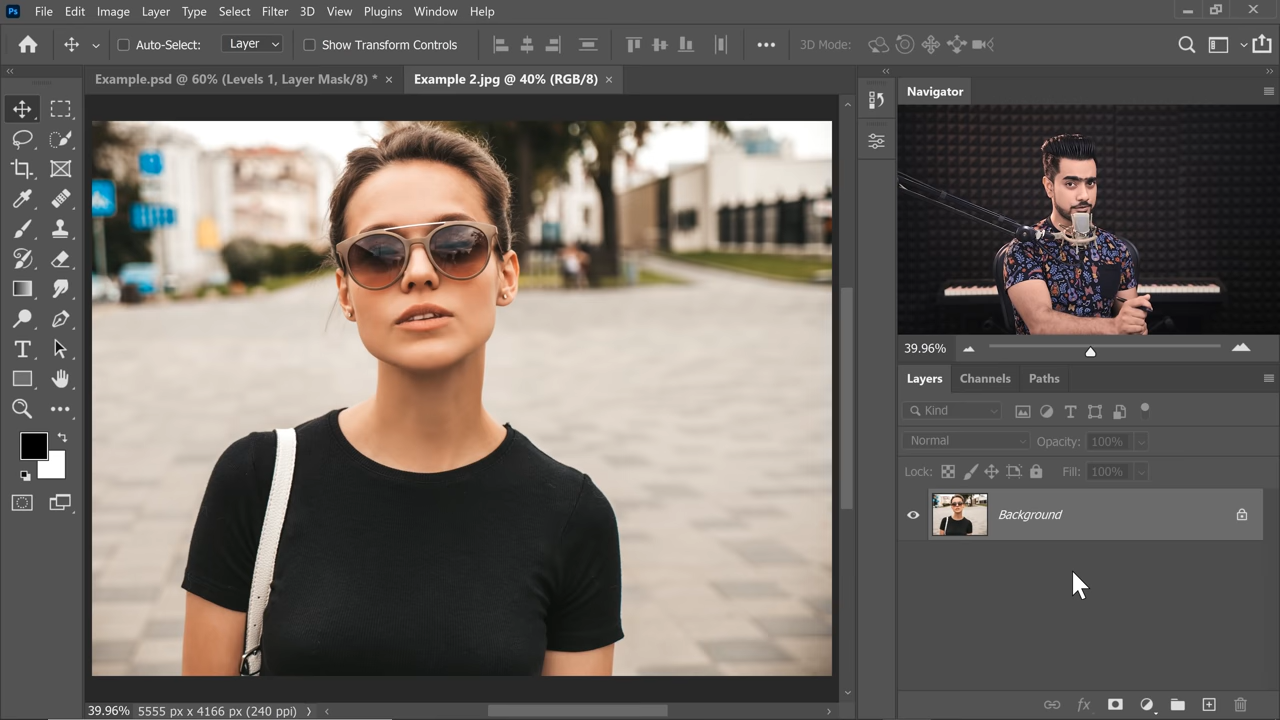 Ps File Edit Image Layer Type Select Filter 3D View Plugins Window Help
Auto-Select: Layer Show Transform Controls 3D Mode:
Example.psd @ 60% (Levels 1, Layer Mask/8) * × Example 2.jpg @ 40% (RGB/8) ×
Navigator
39.96%
Layers Channels Paths
Kind
Normal Opacity: 100%
Lock: Fill: 100%
Background
39.96% 5555 px x 4166 px (240 ppi)